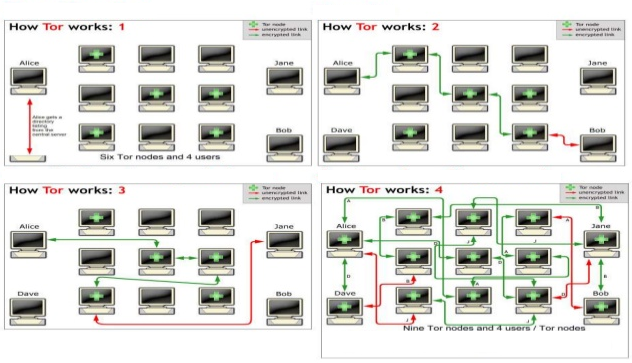 How Tor works: 1
Tor node
unencrypted link
encrypted link
Alice
Jane
Alice gets a
directory
listing
from the
central server
Bob
Six Tor nodes and 4 users
How Tor works: 2
Tor node
unencrypted link
encrypted link
Alice
Jane
Dave
Bob
How Tor works: 3
Tor node
unencrypted link
encrypted link
Alice
Jane
Dave
Bob
How Tor works: 4
Tor node
unencrypted link
encrypted link
A
B
Alice
Jane
A
B
D
J
J
A
D
D
B
B
A
D
Dave
Bob
J
J
Nine Tor nodes and 4 users / Tor nodes